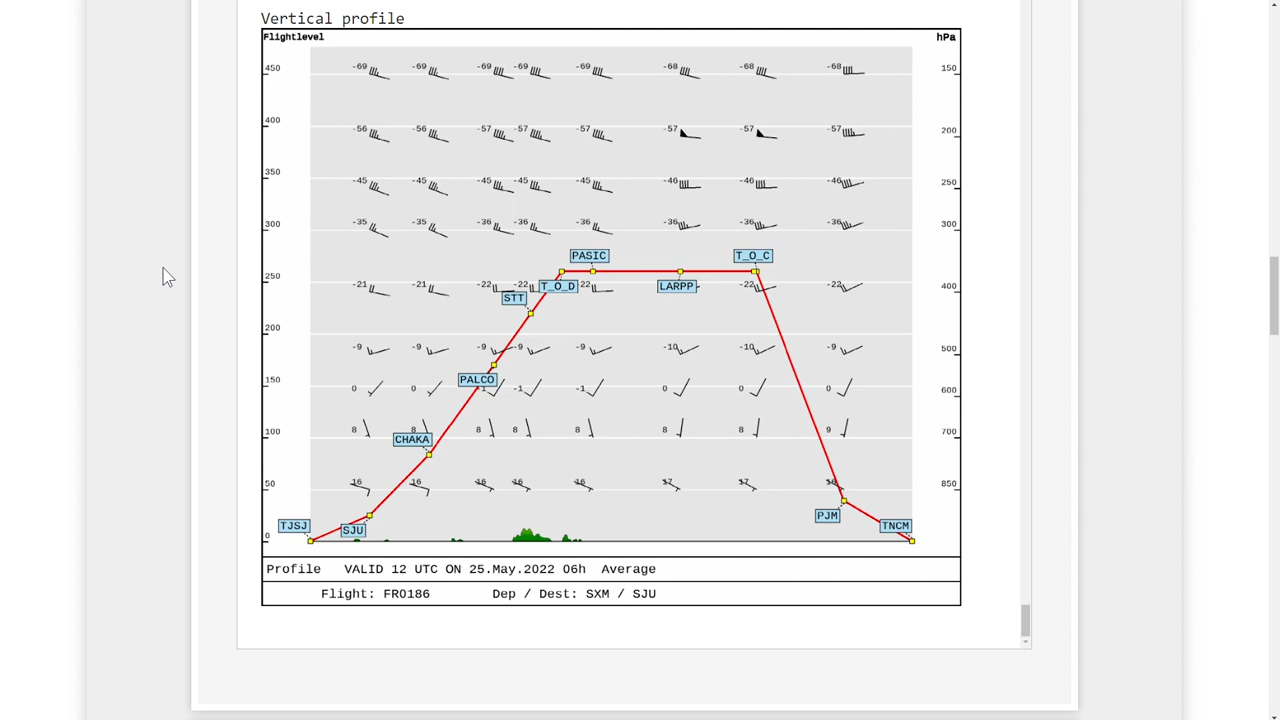 Vertical profile
Flightlevel hPa
450 -69 -69 -69 -69 -69 -68 -68 -68 150
400 -56 -56 -57 -57 -57 -57 -57 -57 200
350 -45 -45 -45 -45 -45 -46 -46 -46 250
300 -35 -35 -36 -36 -36 -36 -36 -36 300
PASIC T_O_C
250 -21 -21 -22 -22 T_O_D 22 LARPP -22 -22 400
STT
200 -9 -9 -9 -9 -9 -10 -10 -9 500
150 0 0 PALCO -1 -1 0 0 0 600
100 8 8 8 8 8 8 8 9 700
CHAKA
50 16 16 16 16 17 17 850
TJSJ SJU PJM TNCM
0
Profile VALID 12 UTC ON 25.May.2022 06h Average
Flight: FR0186 Dep / Dest: SXM / SJU